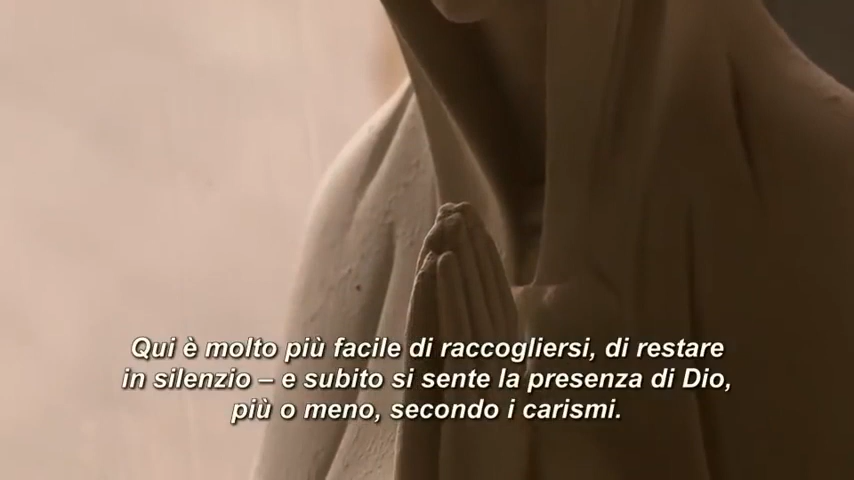 Qui è molto più facile di raccogliersi, di restare
in silenzio – e subito si sente la presenza di Dio,
più o meno, secondo i carismi.